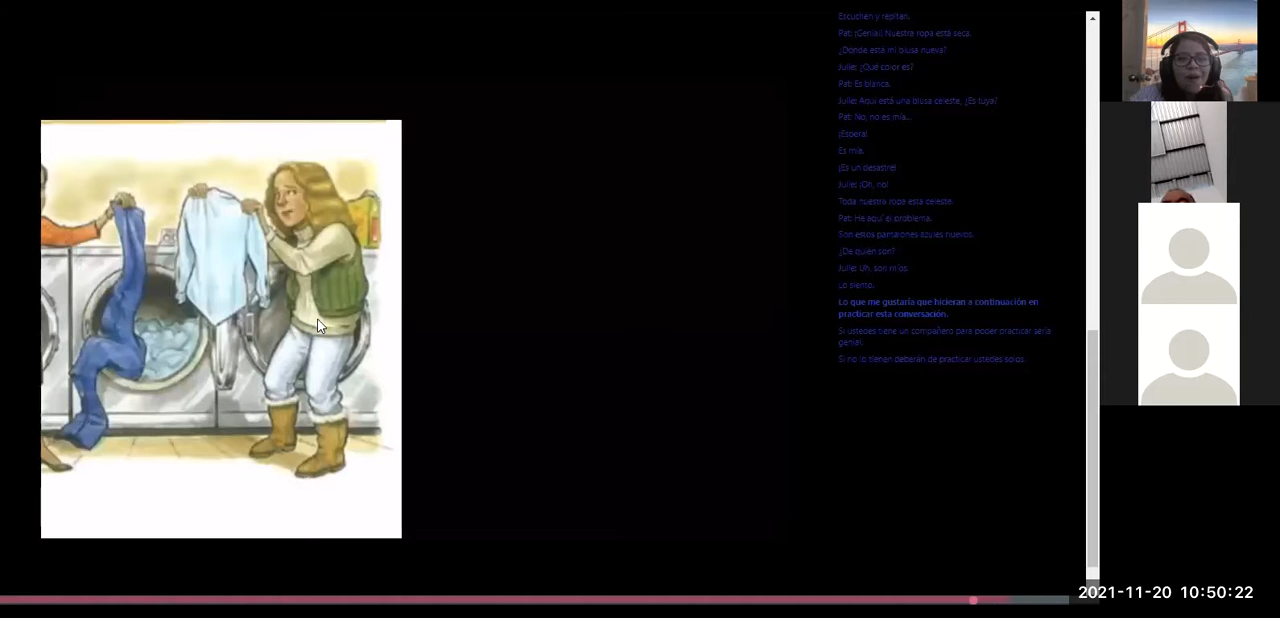 Escuchen y repitan.
Pat: ¡Genial! Nuestra ropa está seca.
¿Dónde está mi blusa nueva?
Julie: ¿Qué color es?
Pat: Es blanca.
Julie: Aquí está una blusa celeste, ¿Es tuya?
Pat: No, no es mía...
¡Espera!
Es mía.
¡Es un desastre!
Julie: ¡Oh, no!
Toda nuestra ropa esta celeste.
Pat: He aquí el problema.
Son estos pantalones azules nuevos.
¿De quién son?
Julie: Uh, son míos.
Lo siento.
Lo que me gustaría que hicieran a continuación en
practicar esta conversación.
Si ustedes tiene un compañero para poder practicar sería
genial.
Si no lo tienen deberán de practicar ustedes solos.
2021-11-20 10:50:22